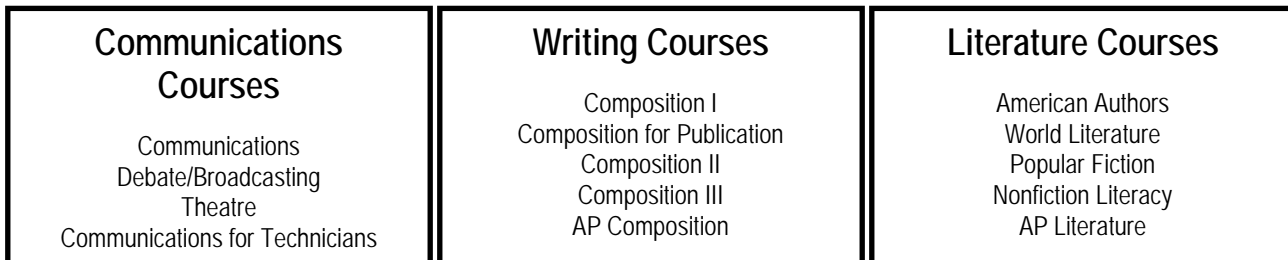 Communications
Courses
Communications
Debate/Broadcasting
Theatre
Communications for Technicians
Writing Courses
Composition I
Composition for Publication
Composition II
Composition III
AP Composition
Literature Courses
American Authors
World Literature
Popular Fiction
Nonfiction Literacy
AP Literature